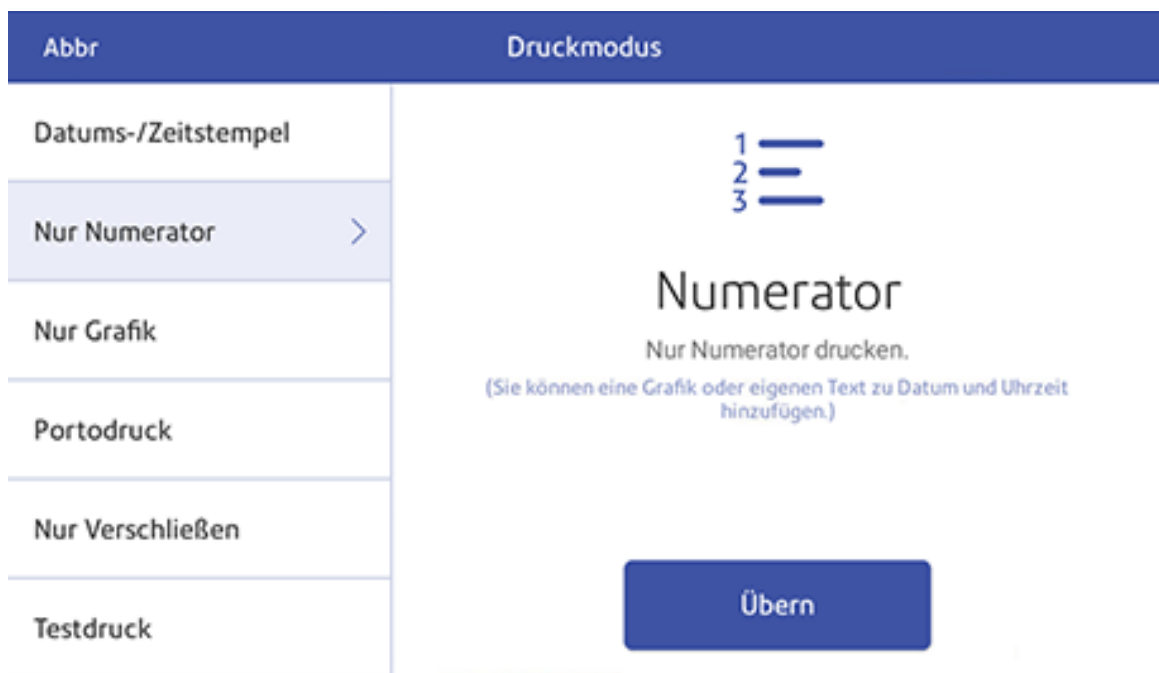 Abbr
Druckmodus
Datums-/Zeitstempel
Nur Numerator
Nur Grafik
Portodruck
Nur Verschließen
Testdruck
1
2
3
Numerator
Nur Numerator drucken.
(Sie können eine Grafik oder eigenen Text zu Datum und Uhrzeit
hinzufügen.)
Übern